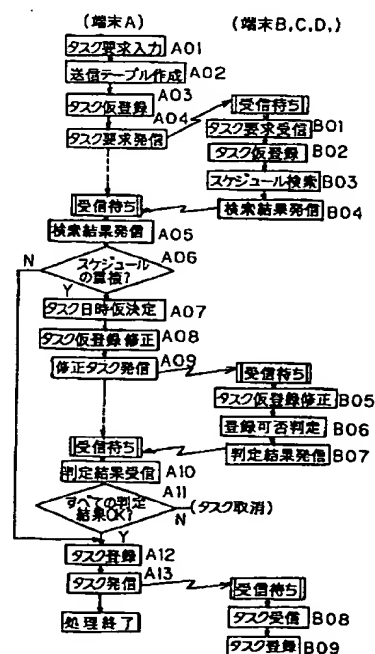 (端末A)
(端末B,C,D,)
タスク要求入力 A01
送信テーブル作成 A02
A03
タスク仮登録 A04
受信待ち
タスク要求発信
タスク要求受信 B01
タスク仮登録 B02
スケジュール検索 B03
受信待ち
検索結果発信 B04
検索結果発信 A05
A06
N
スケジュール
の重複?
Y
タスク日時仮決定 A07
タスク仮登録修正 A08
A09
修正タスク発信
受信待ち
タスク仮登録修正 B05
登録可否判定 B06
受信待ち
判定結果発信 B07
判定結果受信 A10
A11
すべての判定
結果OK?
N (タスク取消)
Y
タスク登録 A12
A13
タスク発信
受信待ち
処理終了
タスク受信 B08
タスク登録 B09